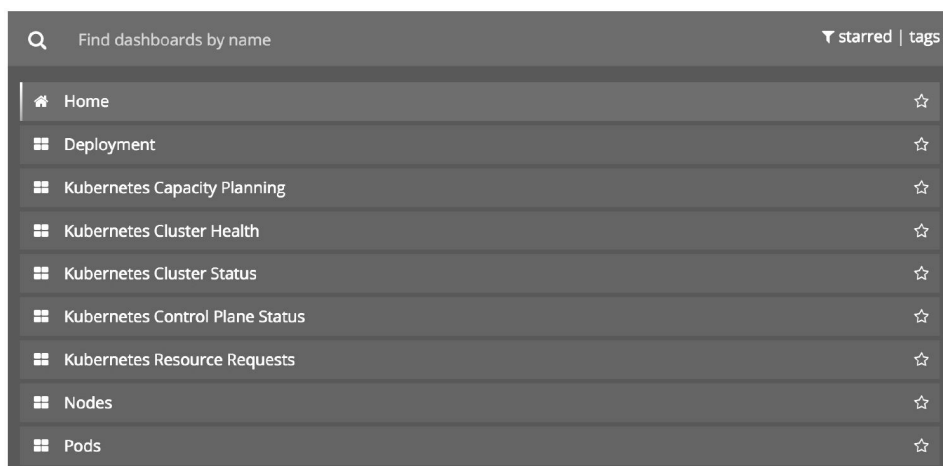 Find dashboards by name
starred | tags
Home
Deployment
Kubernetes Capacity Planning
Kubernetes Cluster Health
Kubernetes Cluster Status
Kubernetes Control Plane Status
Kubernetes Resource Requests
Nodes
Pods